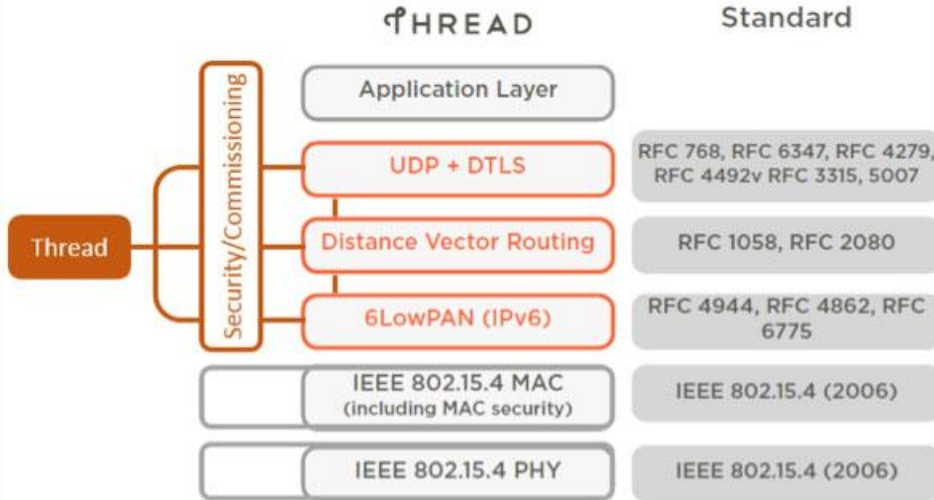 THREAD
Standard
Security/Commissioning
Application Layer
UDP + DTLS
RFC 768, RFC 6347, RFC 4279,
RFC 4492v RFC 3315, 5007
Thread
Distance Vector Routing
RFC 1058, RFC 2080
6LowPAN (IPv6)
RFC 4944, RFC 4862, RFC
6775
IEEE 802.15.4 MAC
(including MAC security)
IEEE 802.15.4 (2006)
IEEE 802.15.4 PHY
IEEE 802.15.4 (2006)